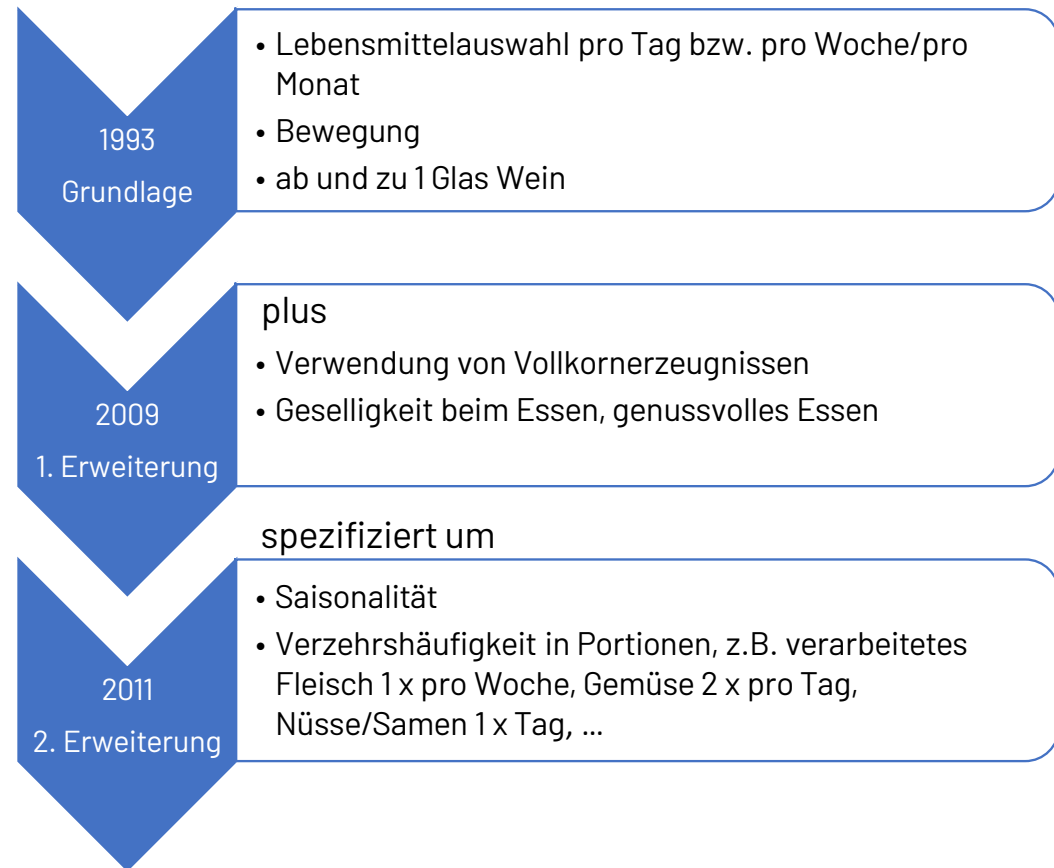 1993
Grundlage
• Lebensmittelauswahl pro Tag bzw. pro Woche/pro
Monat
• Bewegung
• ab und zu 1 Glas Wein
2009
1. Erweiterung
plus
• Verwendung von Vollkornerzeugnissen
• Geselligkeit beim Essen, genussvolles Essen
2011
2. Erweiterung
spezifiziert um
• Saisonalität
• Verzehrshäufigkeit in Portionen, z.B. verarbeitetes
Fleisch 1 x pro Woche, Gemüse 2 x pro Tag,
Nüsse/Samen 1 x Tag, ...